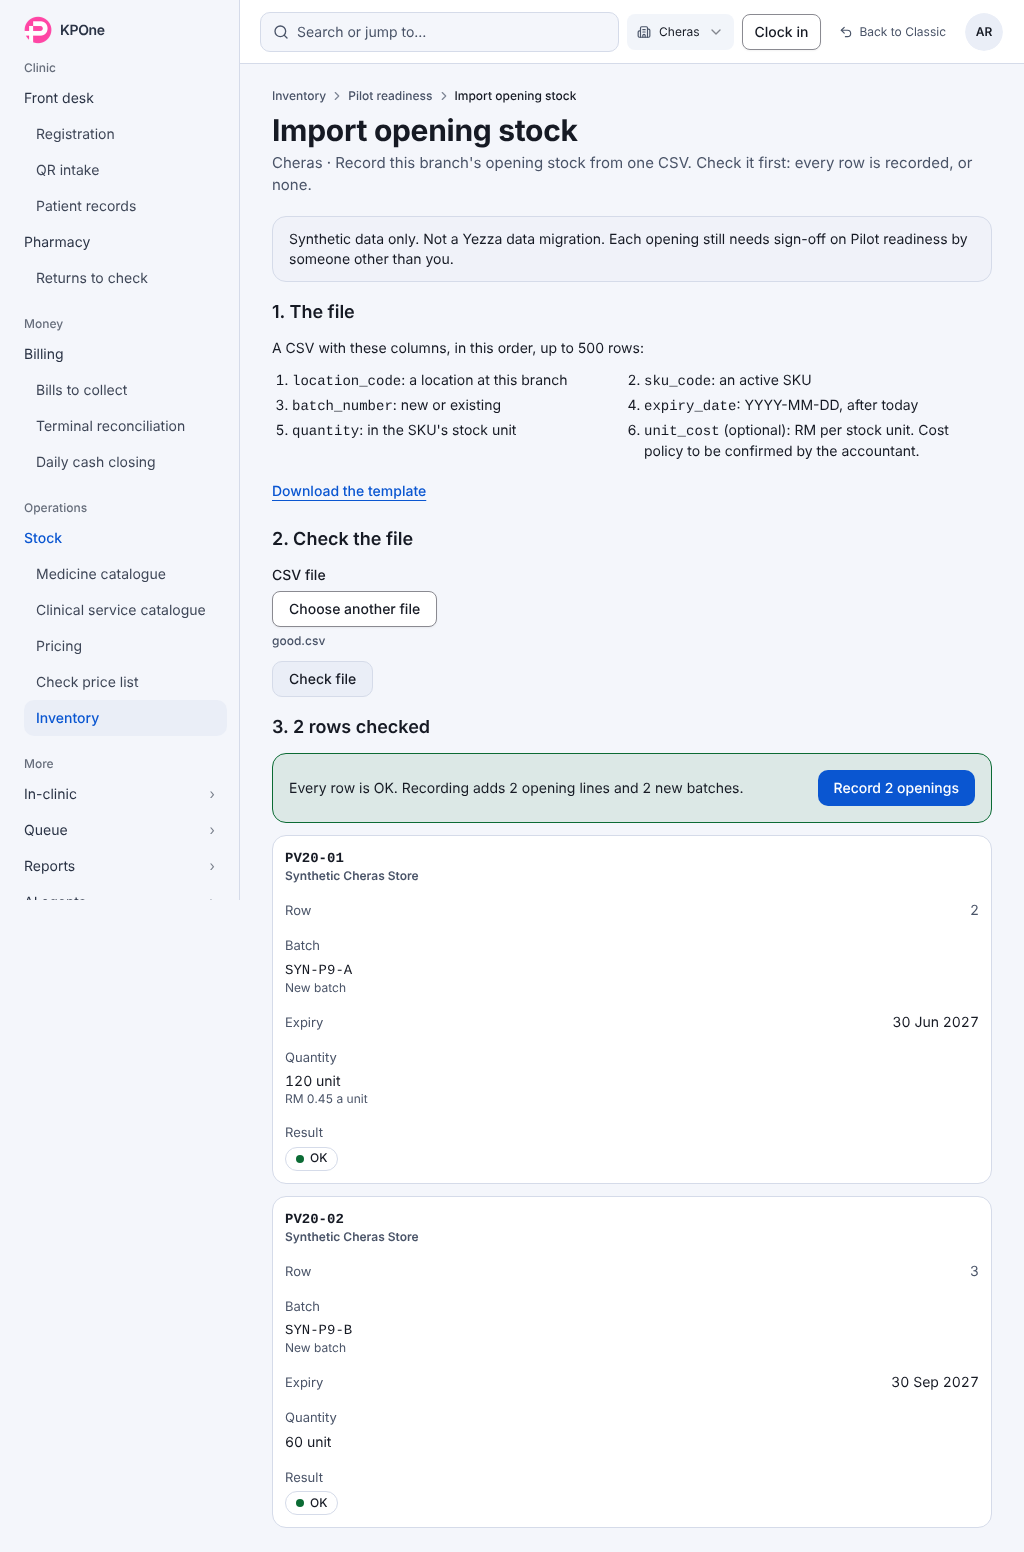 KPOne
Clinic
Front desk
Registration
QR intake
Patient records
Pharmacy
Returns to check
Money
Billing
Bills to collect
Terminal reconciliation
Daily cash closing
Operations
Stock
Medicine catalogue
Clinical service catalogue
Pricing
Check price list
Inventory
More
In-clinic
Queue
Reports
Search or jump to...
Cheras
Clock in
Back to Classic
AR
Inventory > Pilot readiness > Import opening stock
Import opening stock
Cheras · Record this branch's opening stock from one CSV. Check it first: every row is recorded, or
none.
Synthetic data only. Not a Yezza data migration. Each opening still needs sign-off on Pilot readiness by
someone other than you.
1. The file
A CSV with these columns, in this order, up to 500 rows:
1. location_code: a location at this branch
2. sku_code: an active SKU
3. batch_number: new or existing
4. expiry_date: YYYY-MM-DD, after today
5. quantity: in the SKU's stock unit
6. unit_cost (optional): RM per stock unit. Cost
policy to be confirmed by the accountant.
Download the template
2. Check the file
CSV file
Choose another file
good.csv
Check file
3. 2 rows checked
Every row is OK. Recording adds 2 opening lines and 2 new batches.
Record 2 openings
PV20-01
Synthetic Cheras Store
Row 2
Batch
SYN-P9-A
New batch
Expiry 30 Jun 2027
Quantity
120 unit
RM 0.45 a unit
Result
OK
PV20-02
Synthetic Cheras Store
Row 3
Batch
SYN-P9-B
New batch
Expiry 30 Sep 2027
Quantity
60 unit
Result
OK